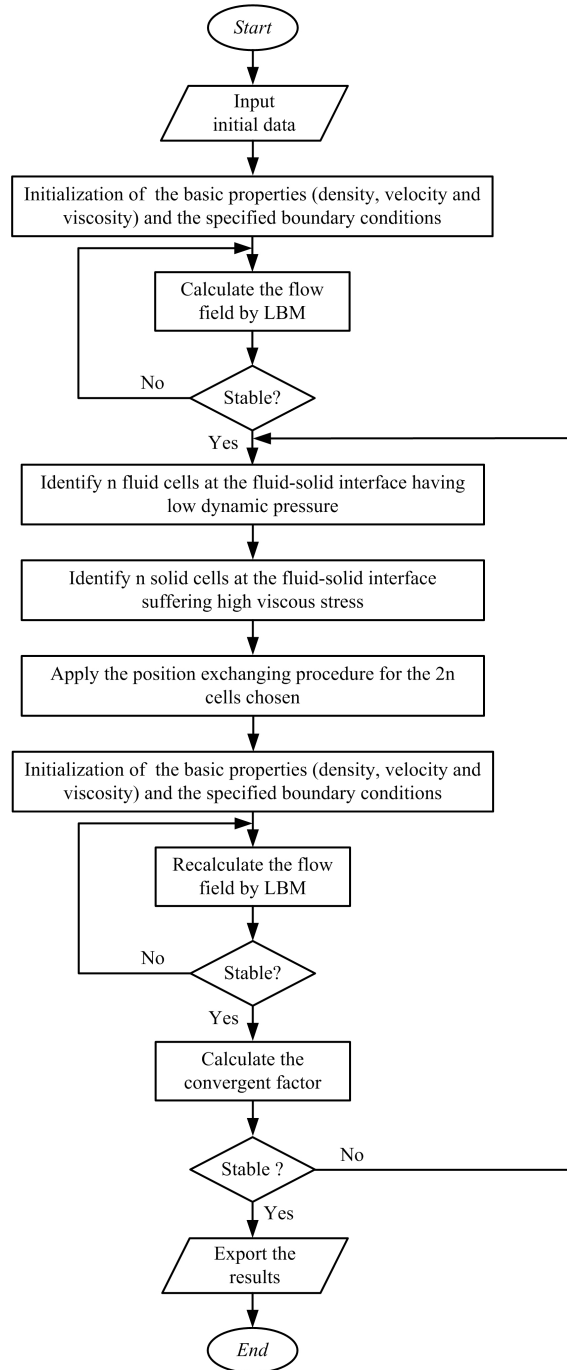 Start
Input
initial data
Initialization of the basic properties (density, velocity and
viscosity) and the specified boundary conditions
Calculate the flow
field by LBM
No
Stable?
Yes
Identify n fluid cells at the fluid-solid interface having
low dynamic pressure
Identify n solid cells at the fluid-solid interface
suffering high viscous stress
Apply the position exchanging procedure for the 2n
cells chosen
Initialization of the basic properties (density, velocity and
viscosity) and the specified boundary conditions
Recalculate the flow
field by LBM
No
Stable?
Yes
Calculate the
convergent factor
Stable ?
No
Yes
Export the
results
End